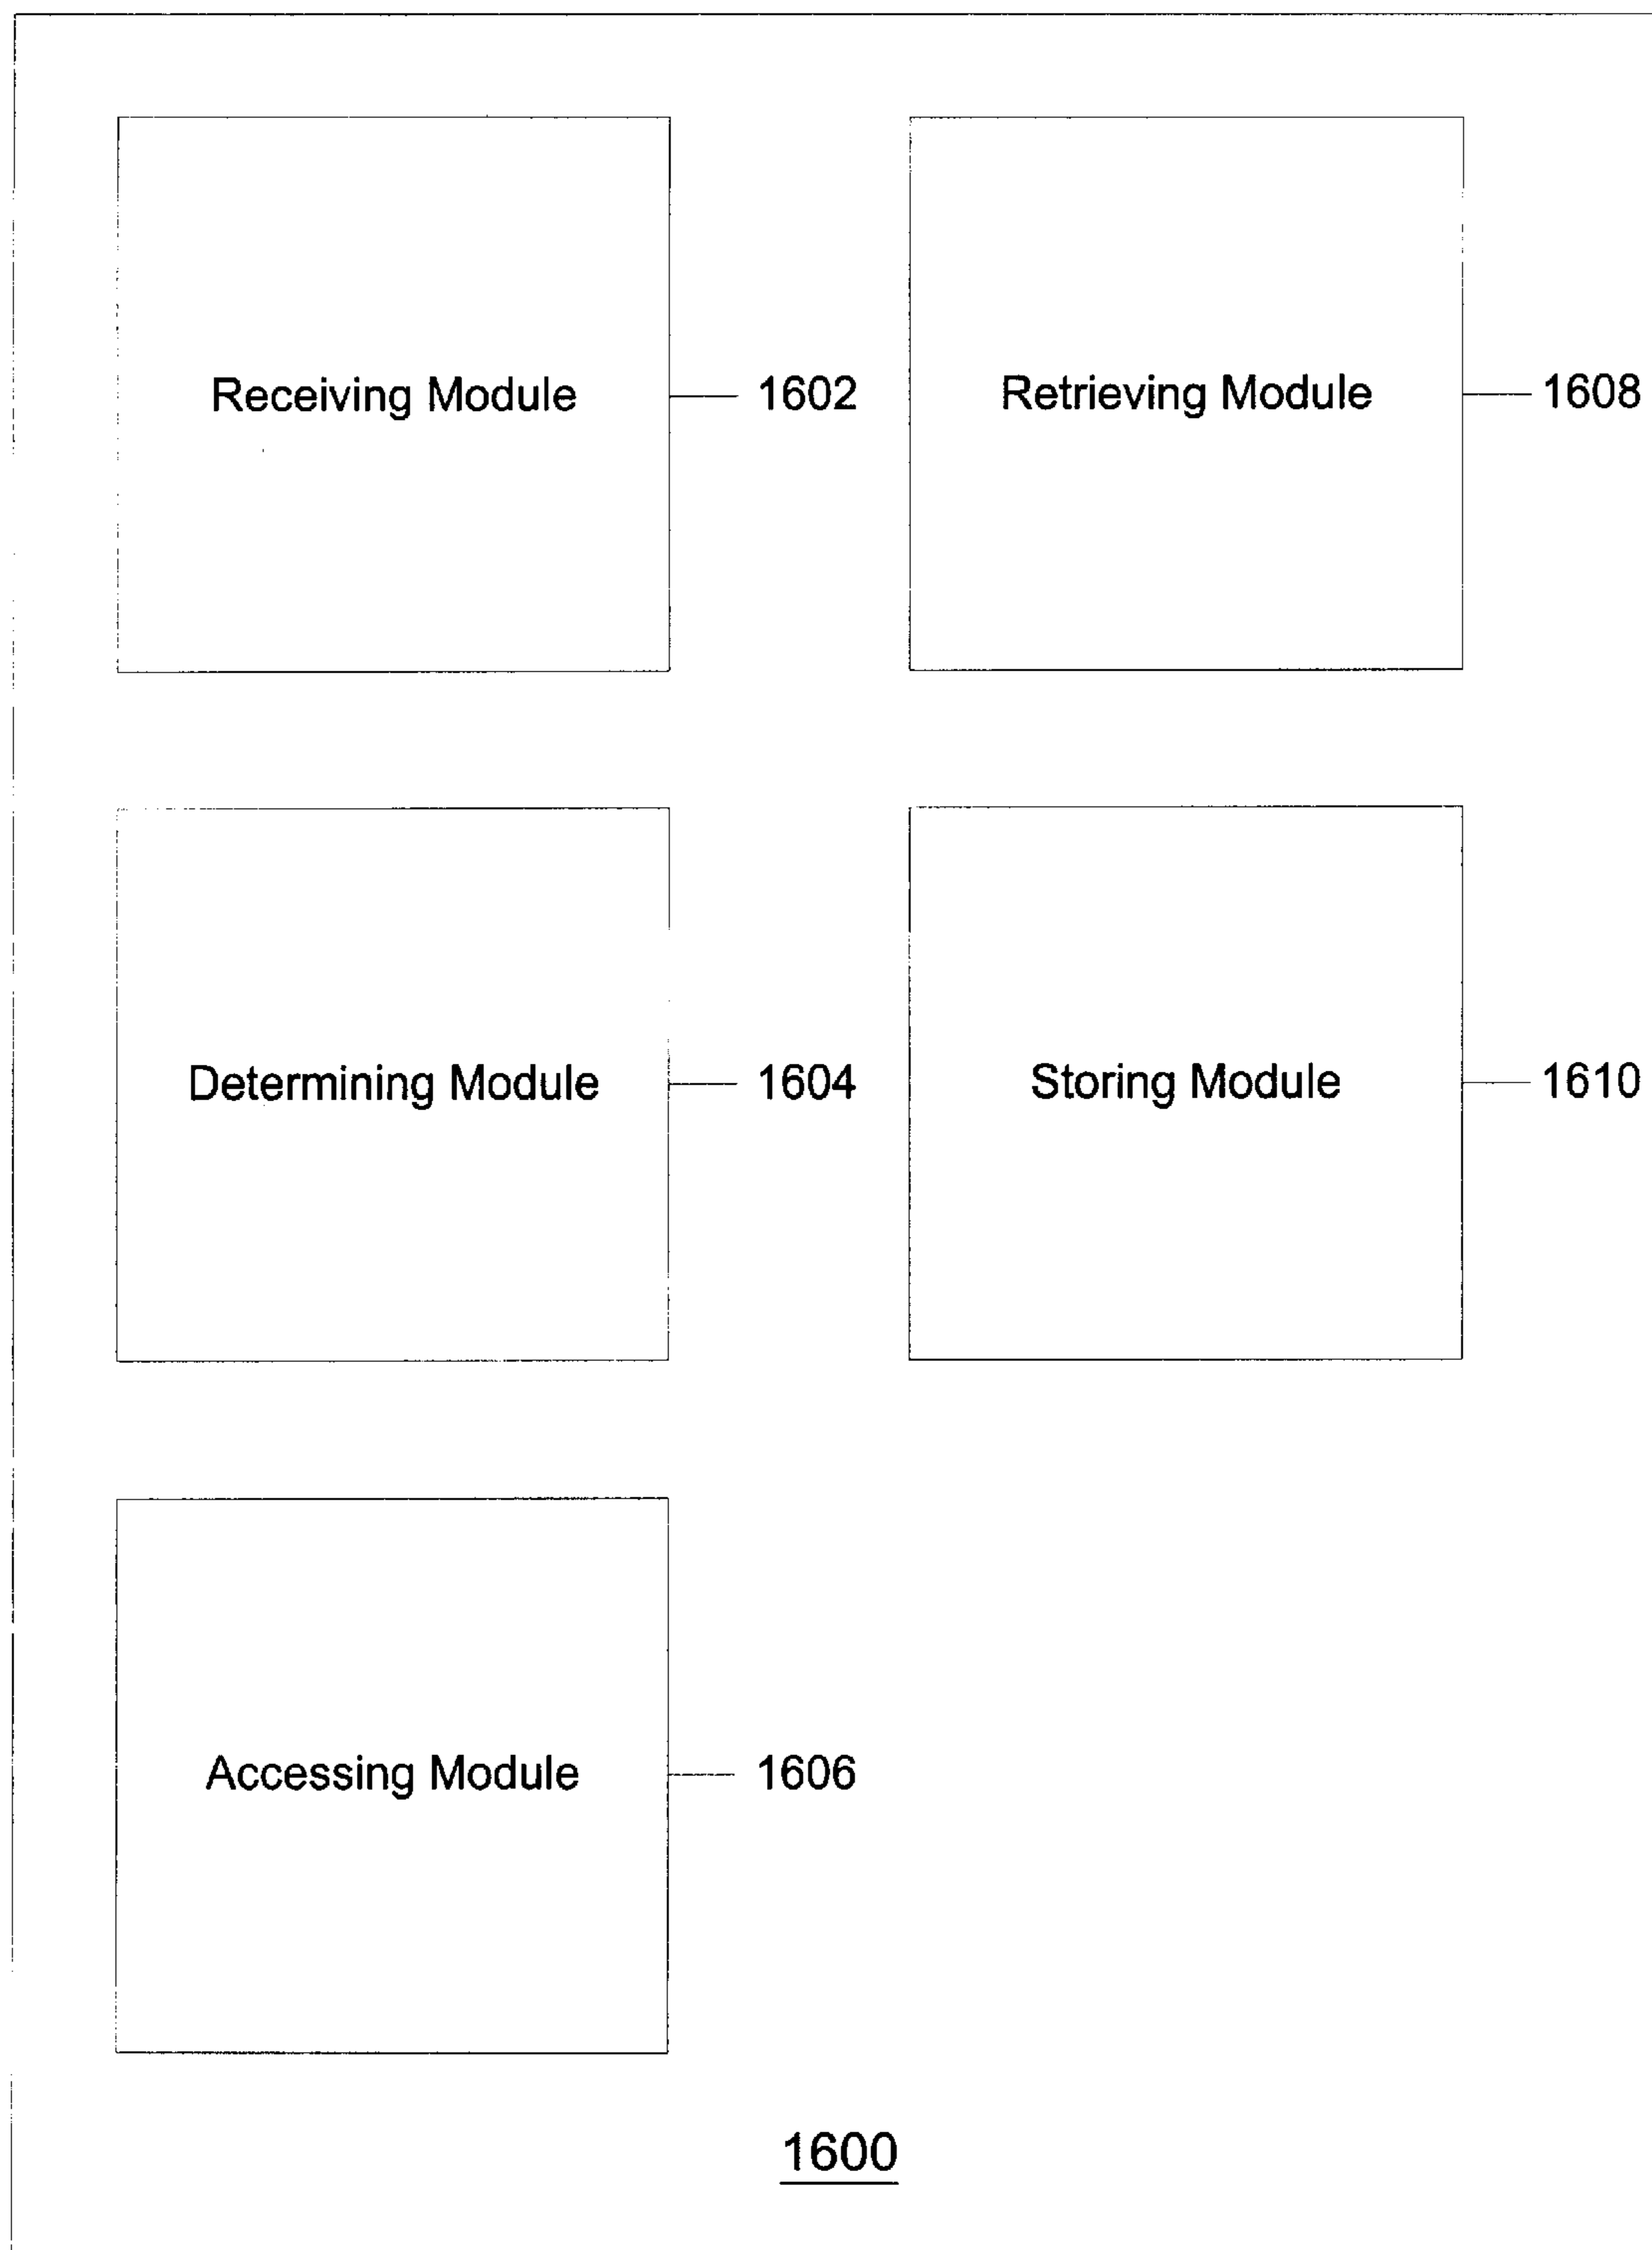 Receiving Module 1602
Retrieving Module 1608
Determining Module 1604
Storing Module 1610
Accessing Module 1606
1600